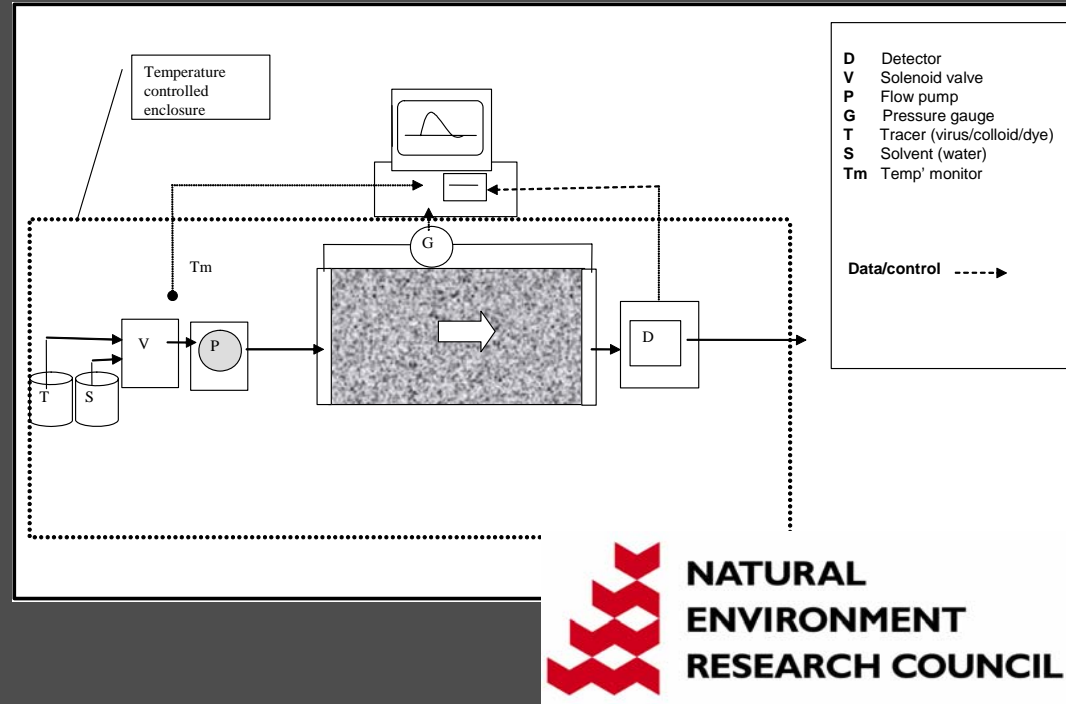 Temperature
controlled
enclosure
D Detector
V Solenoid valve
P Flow pump
G Pressure gauge
T Tracer (virus/colloid/dye)
S Solvent (water)
Tm Temp' monitor
Data/control
G
Tm
V
P
D
T
S
NATURAL
ENVIRONMENT
RESEARCH COUNCIL